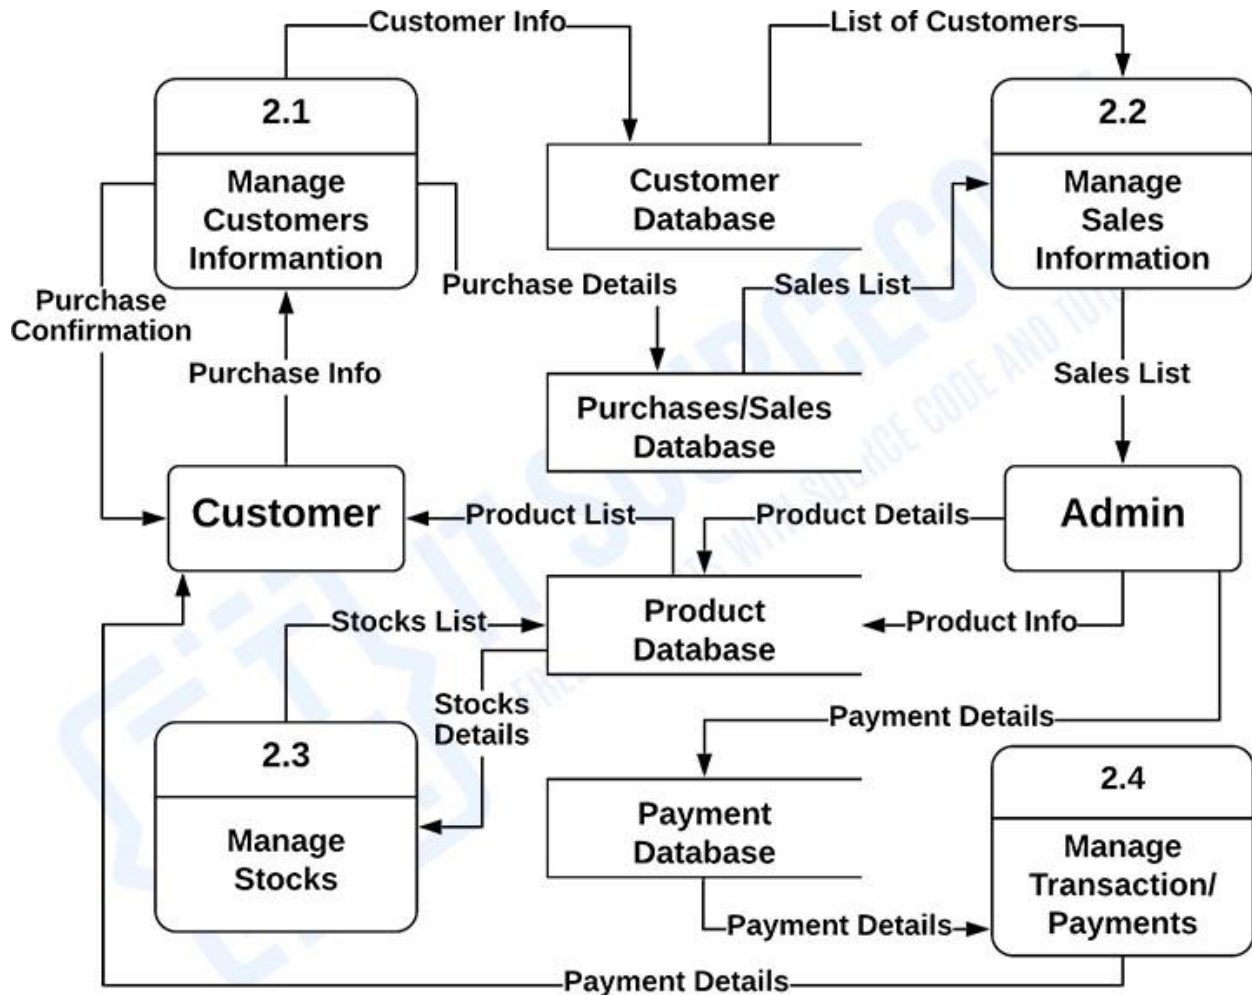 Customer Info
List of Customers
2.1
Manage
Customers
Informantion
Customer
Database
2.2
Manage
Sales
Information
Purchase
Confirmation
Purchase Details
Sales List
Purchase Info
Purchases/Sales
Database
Sales List
Customer
Product List
Product Details
Admin
Stocks List
Product
Database
Product Info
Stocks
Details
Payment Details
2.3
Manage
Stocks
Payment
Database
2.4
Manage
Transaction/
Payments
Payment Details
Payment Details